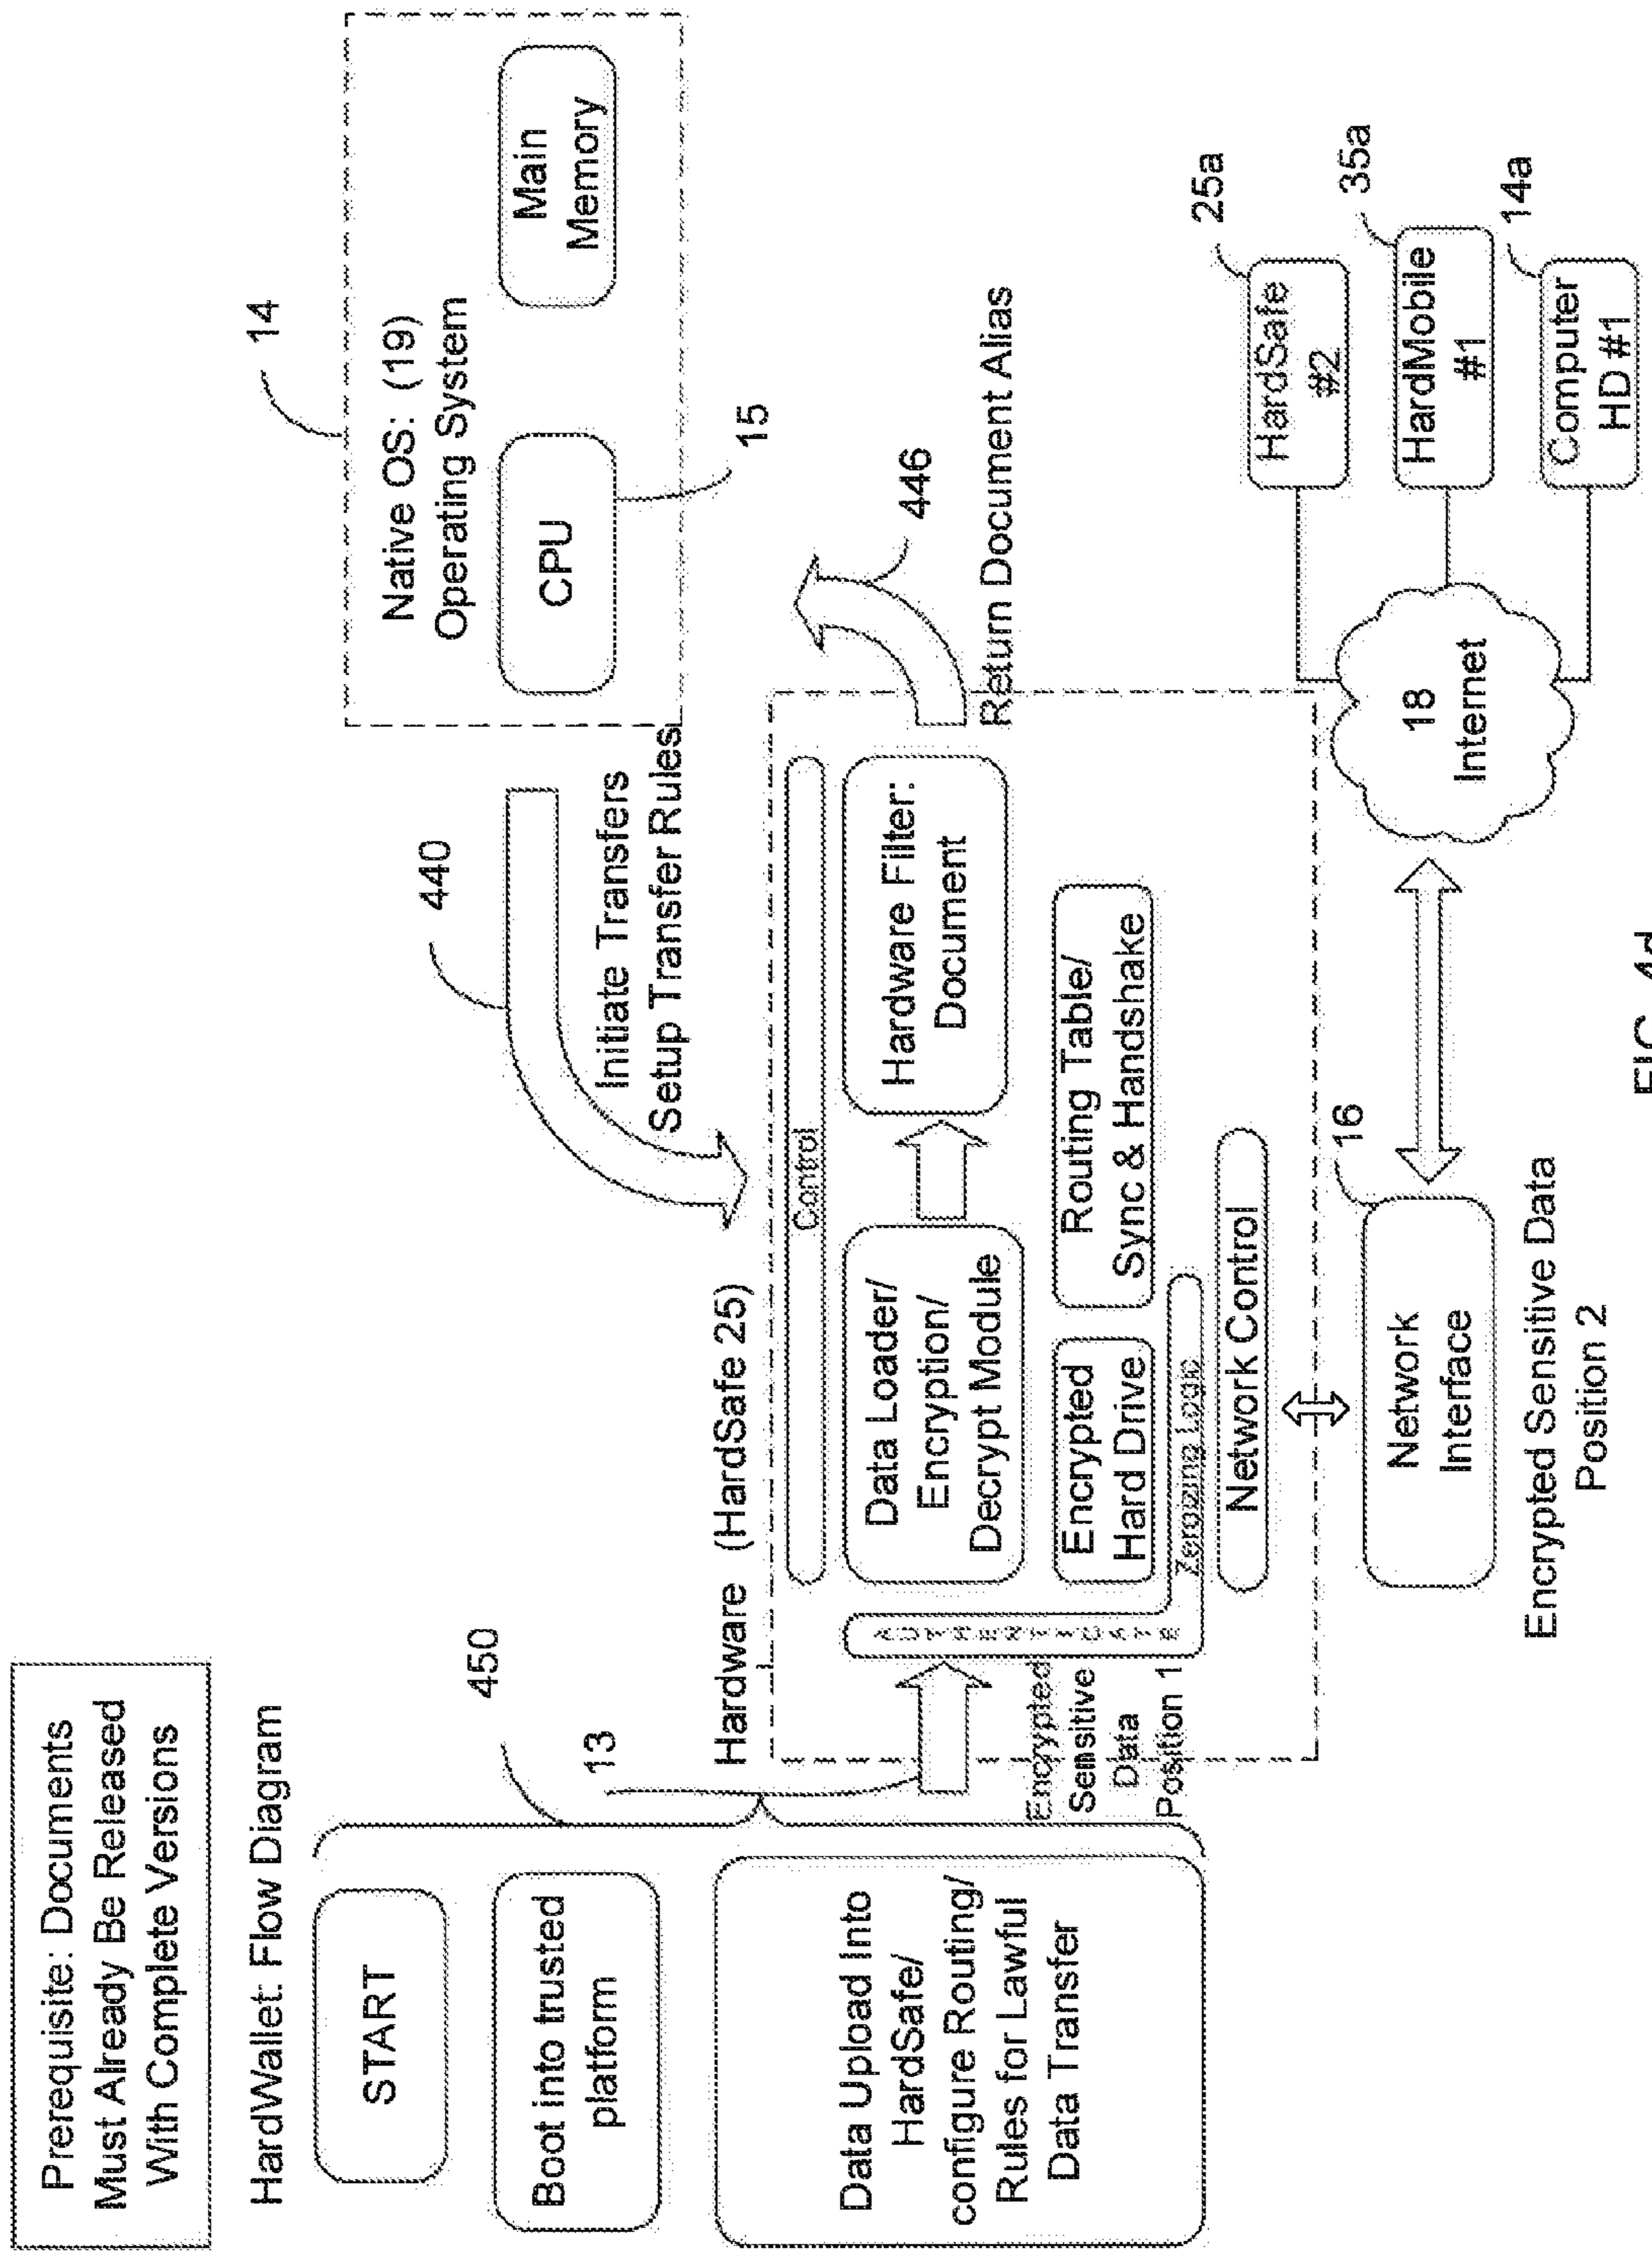 Prerequisite: Documents
Must Already Be Released
With Complete Versions
HardWallet: Flow Diagram
START
Boot into trusted
platform
Data Upload Into
HardSafe/
configure Routing/
Rules for Lawful
Data Transfer
450
13
Encrypted
Sensitive
Data
Position 1
Hardware (HardSafe 25)
Control
AUTHENTICATE
Data Loader/
Encryption/
Decrypt Module
Hardware Filter:
Document
Encrypted
Hard Drive
Routing Table/
Sync & Handshake
Zeroing Logic
Network Control
440
Initiate Transfers
Setup Transfer Rules
14
Native OS: (19)
Operating System
CPU
Main
Memory
15
446
Return Document Alias
16
Network
Interface
Encrypted Sensitive Data
Position 2
18
Internet
25a
HardSafe
#2
35a
HardMobile
#1
14a
Computer
HD #1
FIG. 4d